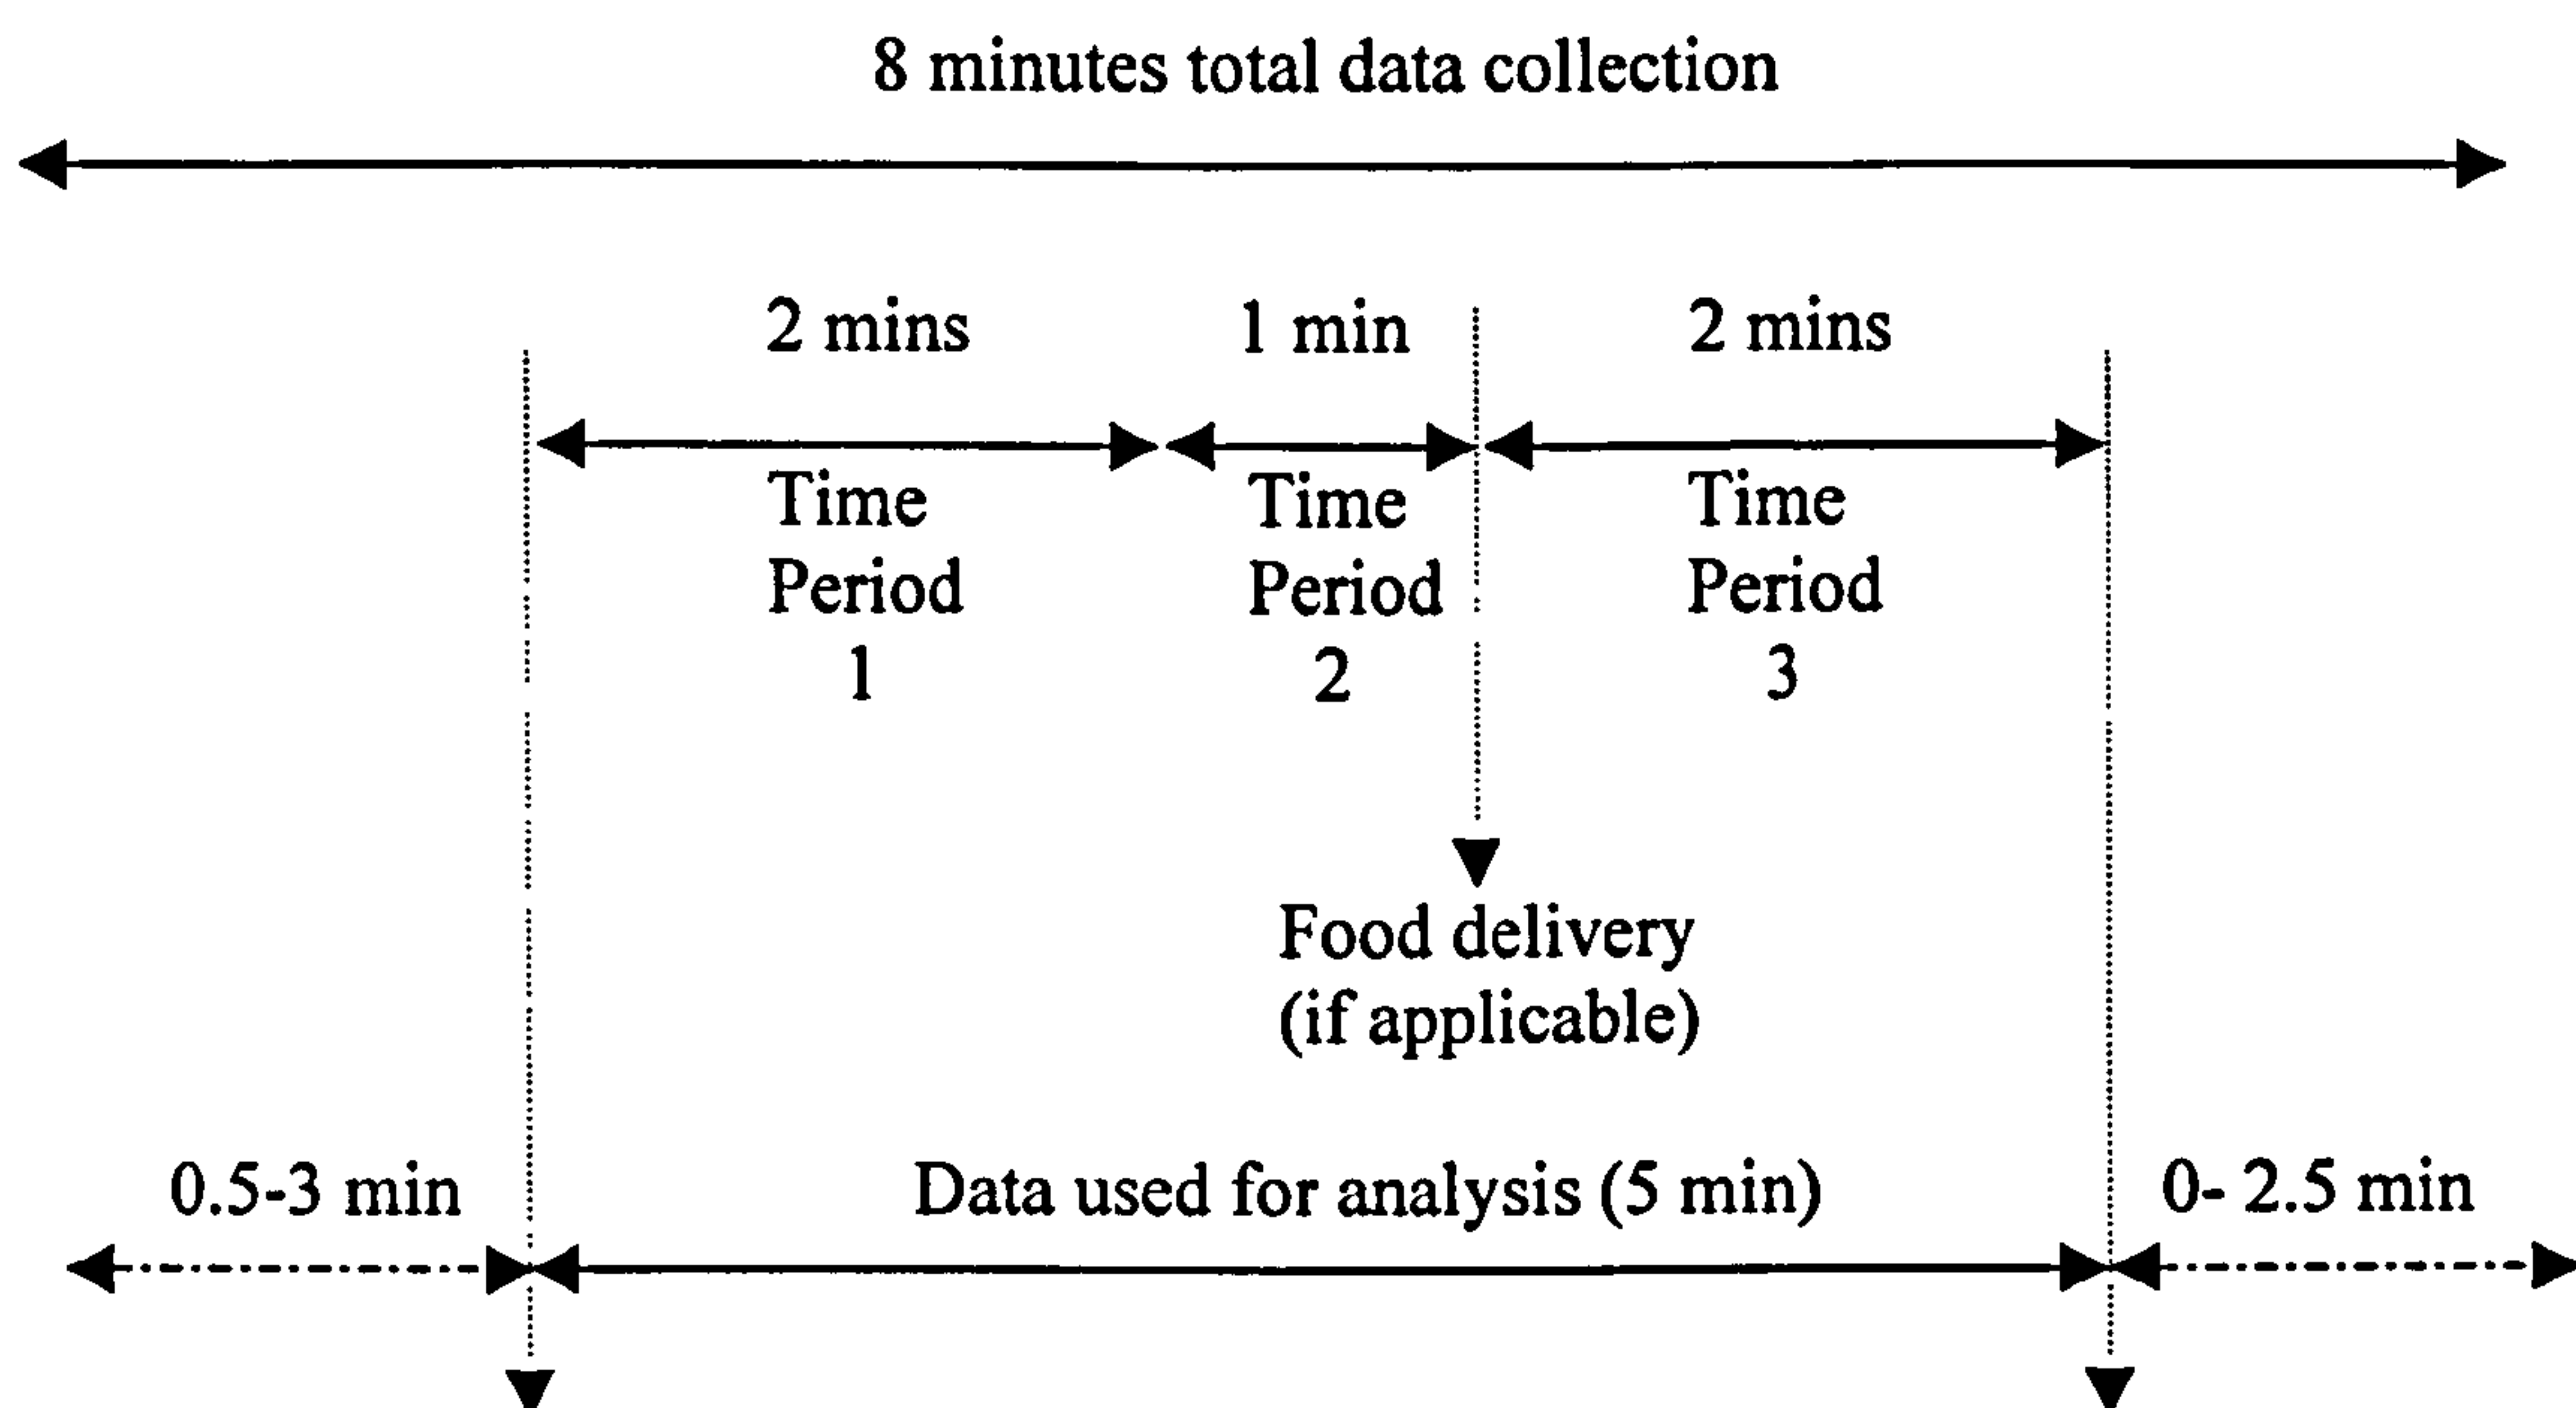 8 minutes total data collection
2 mins
1 min
2 mins
Time
Period
1
Time
Period
2
Time
Period
3
Food delivery
(if applicable)
0.5-3 min
Data used for analysis (5 min)
0- 2.5 min